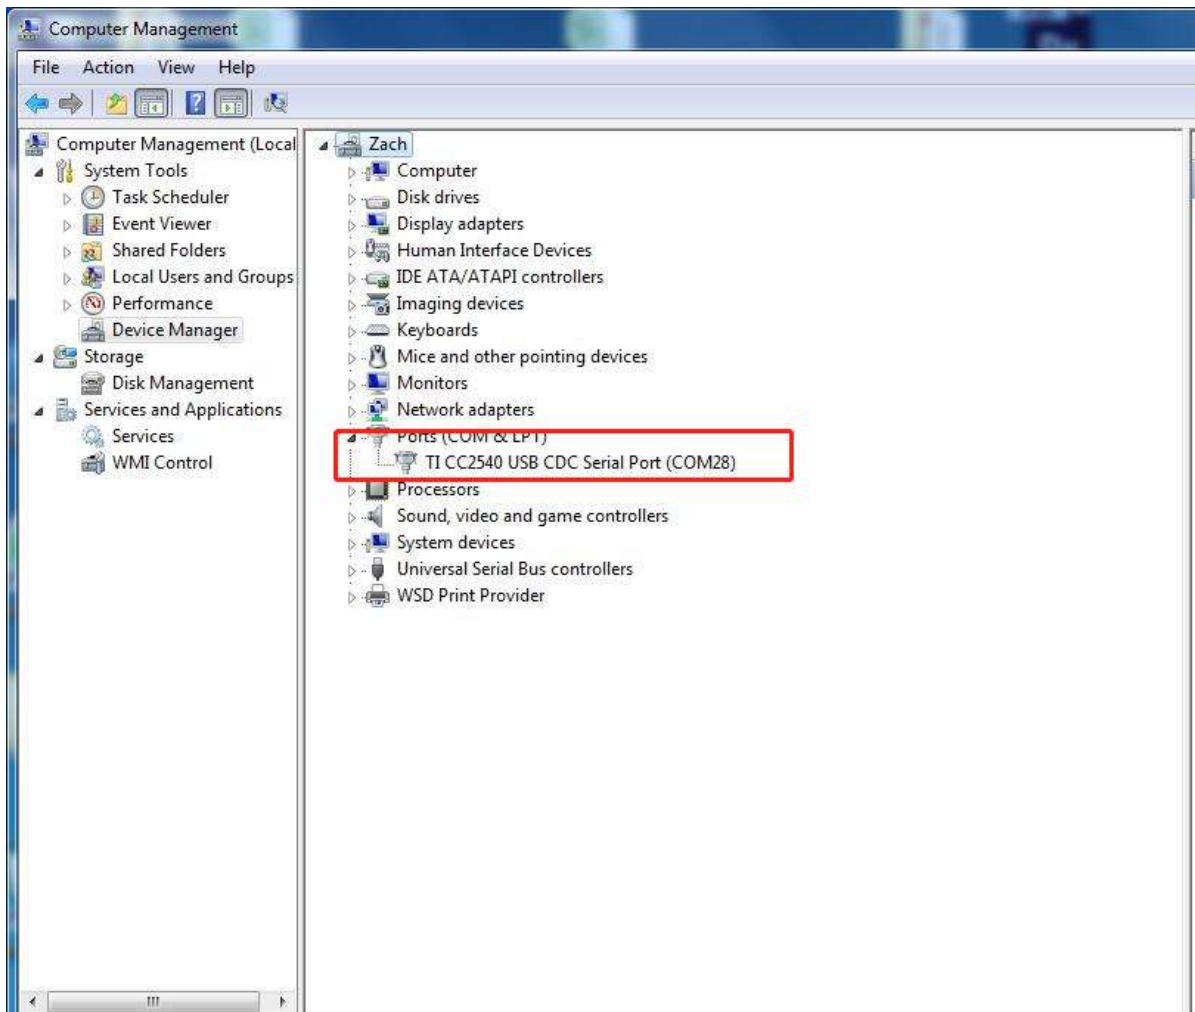 Computer Management
File Action View Help
Computer Management (Local
System Tools
Task Scheduler
Event Viewer
Shared Folders
Local Users and Groups
Performance
Device Manager
Storage
Disk Management
Services and Applications
Services
WMI Control
Zach
Computer
Disk drives
Display adapters
Human Interface Devices
IDE ATA/ATAPI controllers
Imaging devices
Keyboards
Mice and other pointing devices
Monitors
Network adapters
Ports (COM & LPT)
TI CC2540 USB CDC Serial Port (COM28)
Processors
Sound, video and game controllers
System devices
Universal Serial Bus controllers
WSD Print Provider